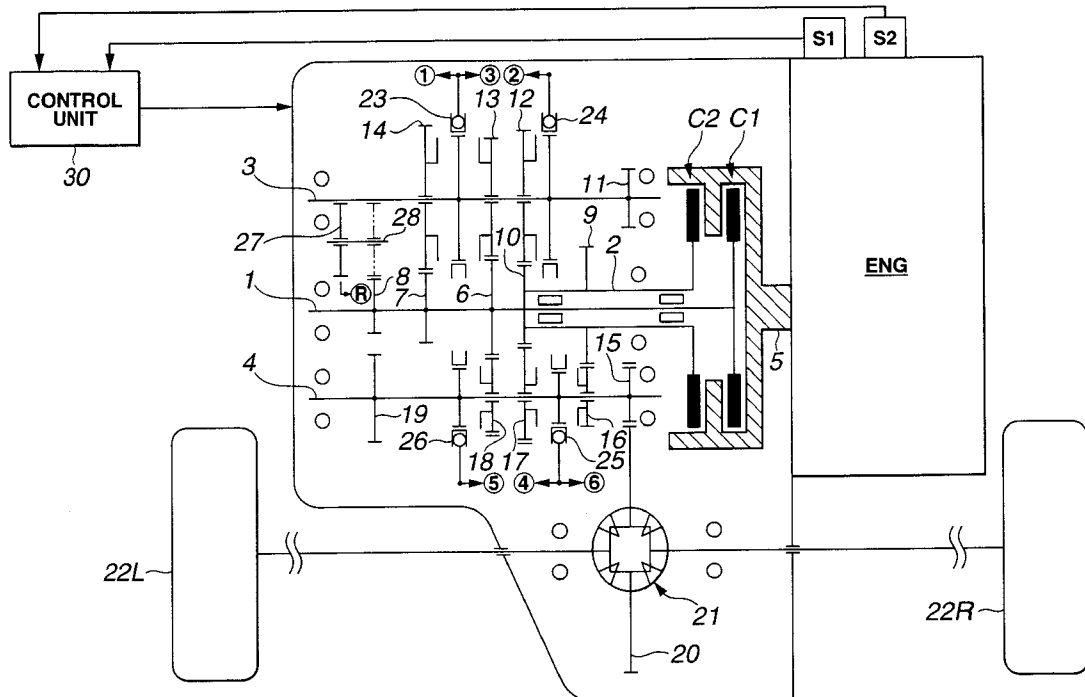 S1 S2
CONTROL
UNIT
30
① ③ ②
23 13 12 24
14
C2 C1
3
11
27 28 10 9 2
ENG
1 Ⓡ 8 7 6
15 5
4
19 26 18 17 25 16
⑤ ④ ⑥
22L
21
22R
20